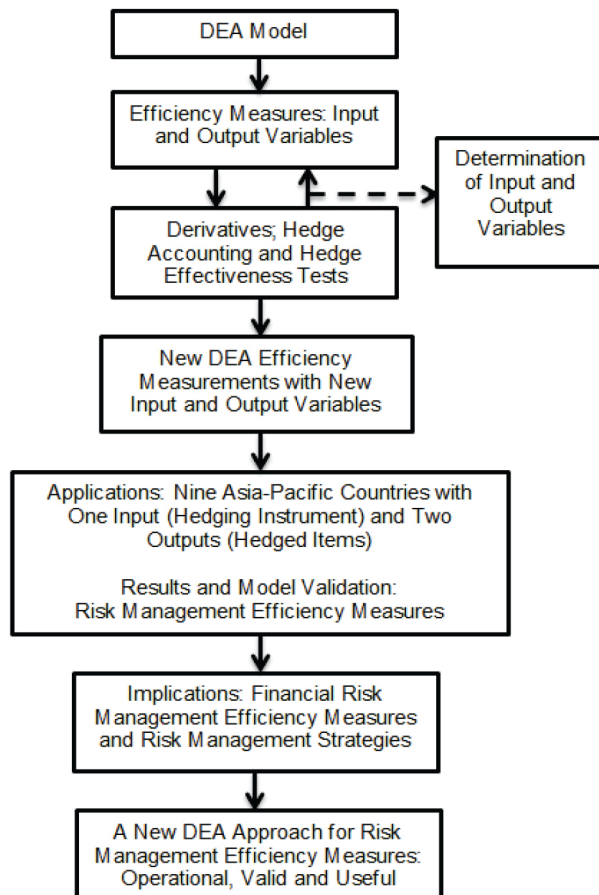 DEA Model
Efficiency Measures: Input
and Output Variables
Determination
of Input and
Output
Variables
Derivatives; Hedge
Accounting and Hedge
Effectiveness Tests
New DEA Efficiency
Measurements with New
Input and Output Variables
Applications: Nine Asia-Pacific Countries with
One Input (Hedging Instrument) and Two
Outputs (Hedged Items)
Results and Model Validation:
Risk Management Efficiency Measures
Implications: Financial Risk
Management Efficiency Measures
and Risk Management Strategies
A New DEA Approach for Risk
Management Efficiency Measures:
Operational, Valid and Useful